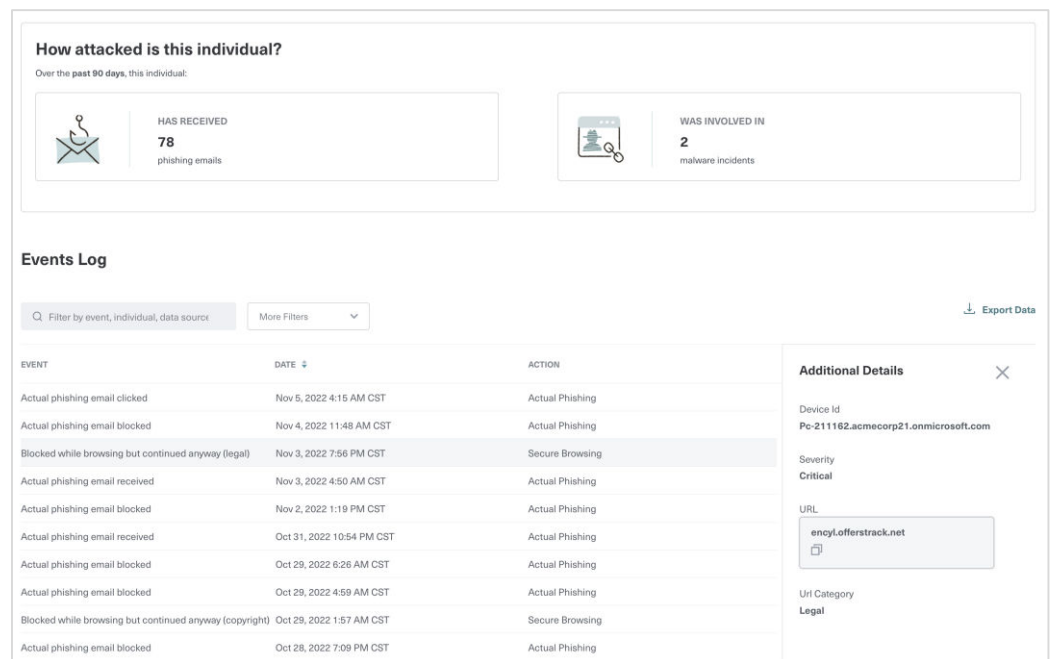 How attacked is this individual?
Over the past 90 days, this individual:
HAS RECEIVED
78
phishing emails
WAS INVOLVED IN
2
malware incidents
Events Log
Filter by event, individual, data source
More Filters
Export Data
EVENT DATE ACTION
Actual phishing email clicked Nov 5, 2022 4:15 AM CST Actual Phishing
Actual phishing email blocked Nov 4, 2022 11:48 AM CST Actual Phishing
Blocked while browsing but continued anyway (legal) Nov 3, 2022 7:56 PM CST Secure Browsing
Actual phishing email received Nov 3, 2022 4:50 AM CST Actual Phishing
Actual phishing email blocked Nov 2, 2022 1:19 PM CST Actual Phishing
Actual phishing email received Oct 31, 2022 10:54 PM CST Actual Phishing
Actual phishing email blocked Oct 29, 2022 6:26 AM CST Actual Phishing
Actual phishing email blocked Oct 29, 2022 4:59 AM CST Actual Phishing
Blocked while browsing but continued anyway (copyright) Oct 29, 2022 1:57 AM CST Secure Browsing
Actual phishing email blocked Oct 28, 2022 7:09 PM CST Actual Phishing
Additional Details
Device Id
Pc-211162.acmecorp21.onmicrosoft.com
Severity
Critical
URL
encyl.offerstrack.net
Url Category
Legal